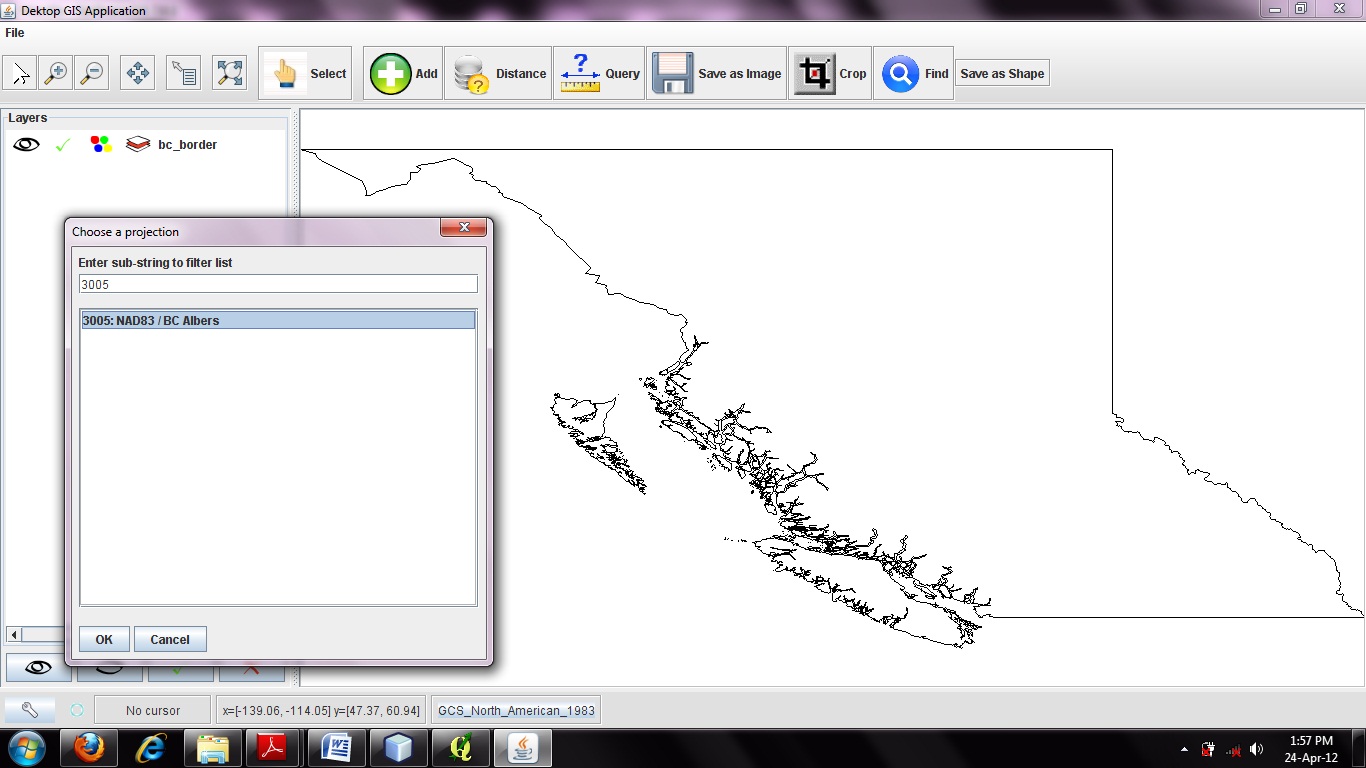 Dektop GIS Application
File
Select Add Distance Query Save as Image Crop Find Save as Shape
Layers
bc_border
Choose a projection
Enter sub-string to filter list
3005
3005: NAD83 / BC Albers
OK Cancel
No cursor x=[-139.06, -114.05] y=[47.37, 60.94] GCS_North_American_1983
1:57 PM
24-Apr-12